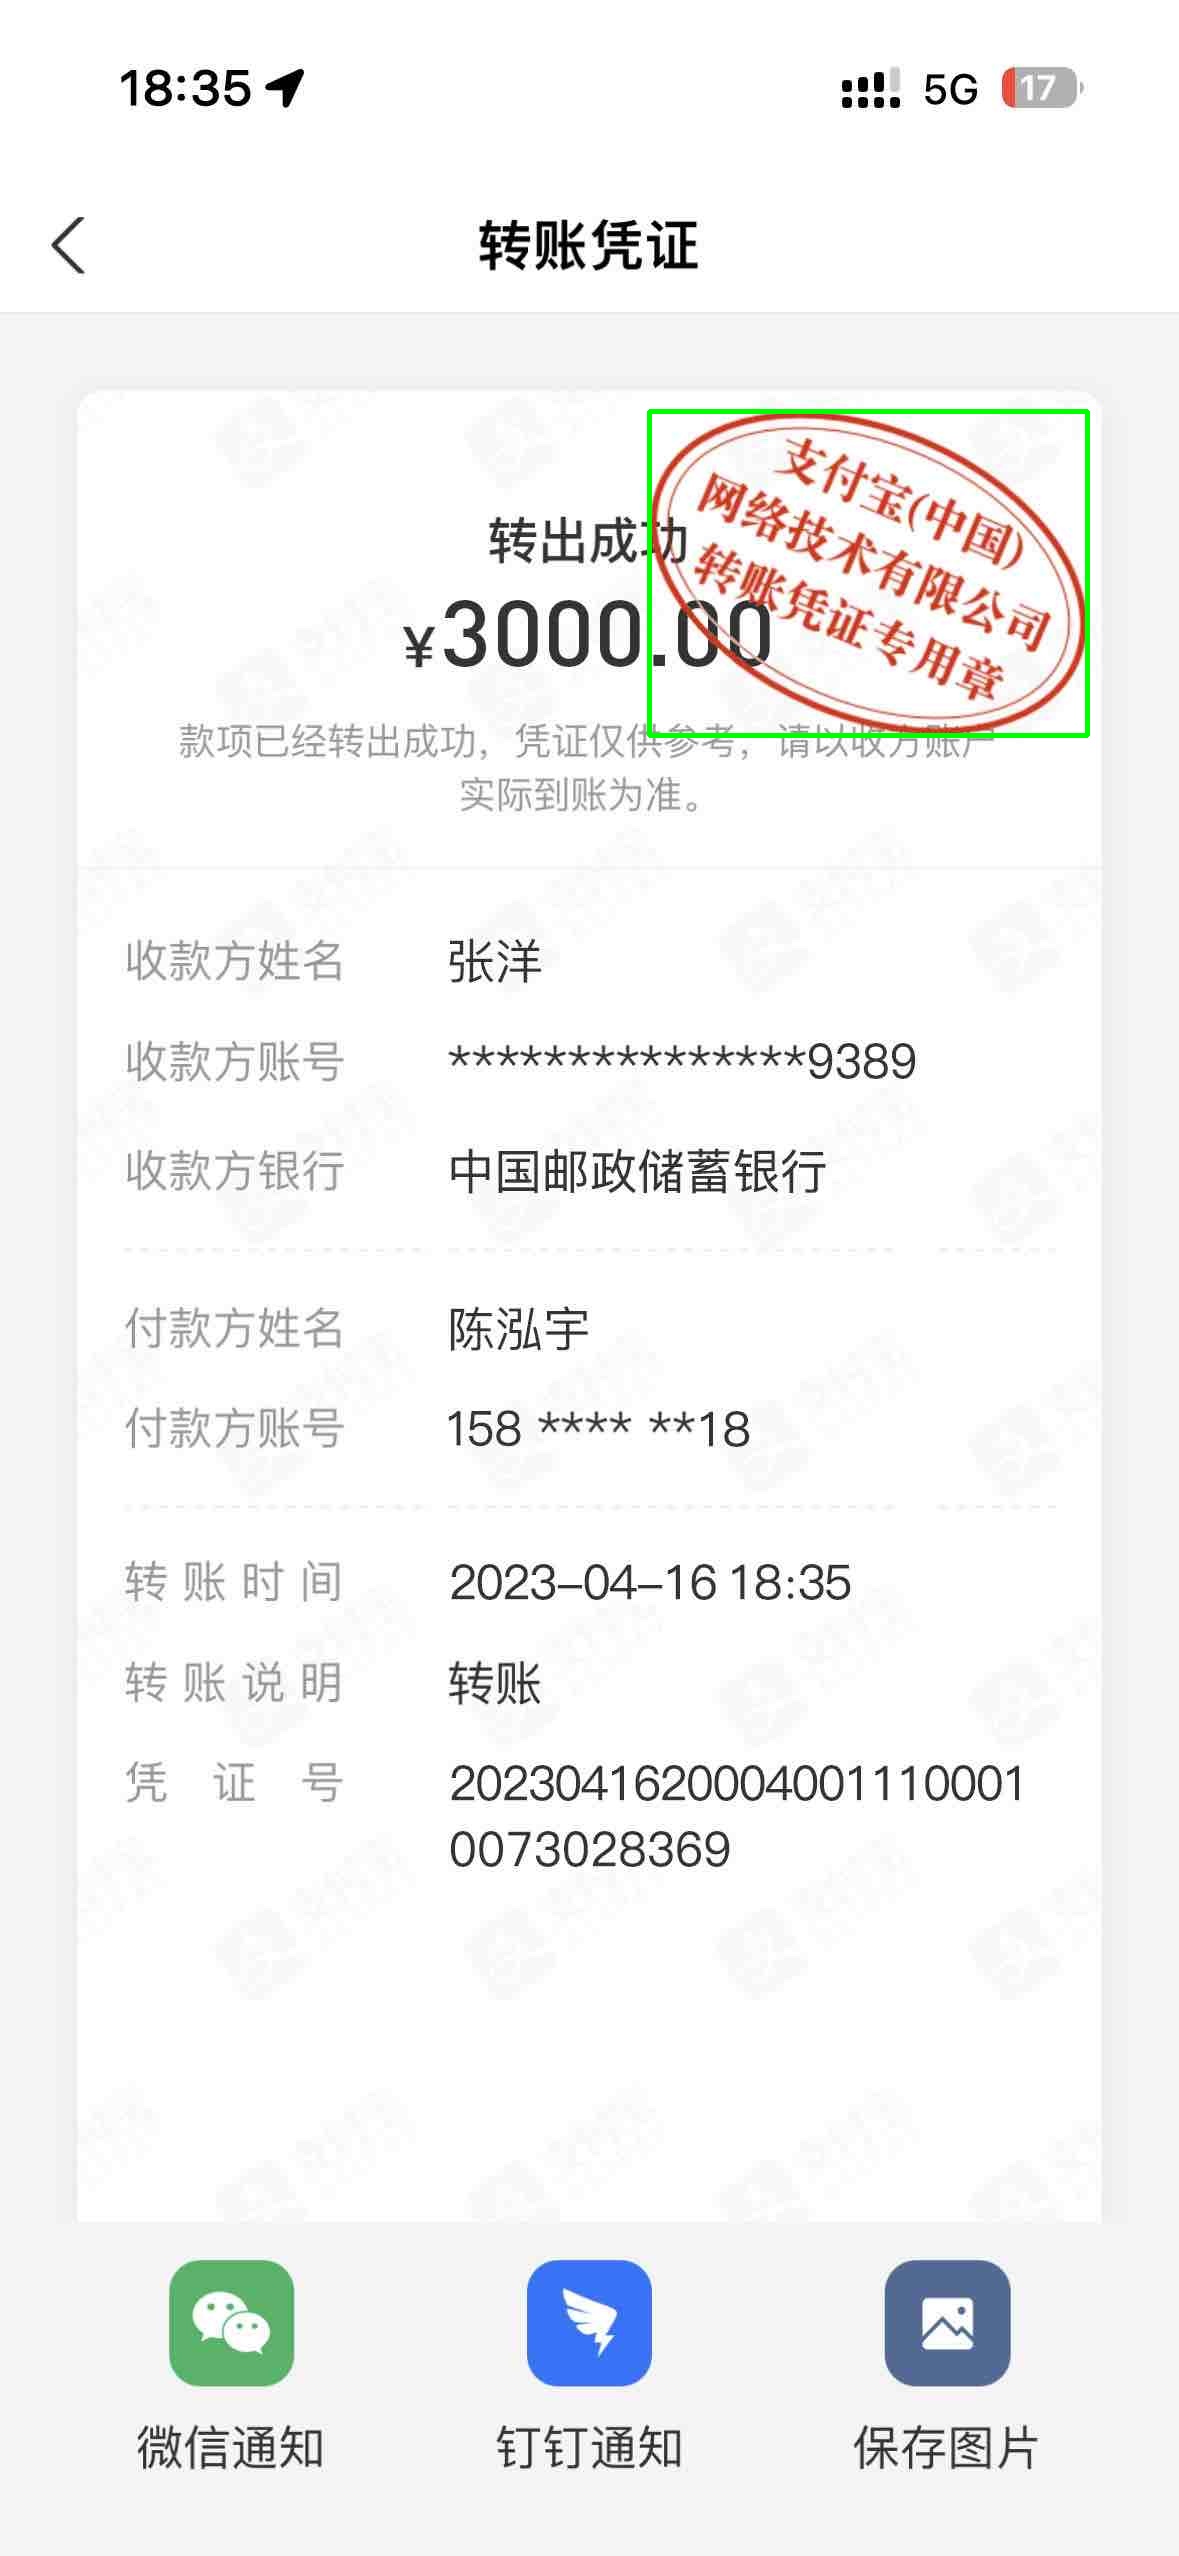 18:35 5G 17
转账凭证
支付宝(中国)
网络技术有限公司
转账凭证专用章
转出成功
¥3000.00
款项已经转出成功，凭证仅供参考，请以收方账户
实际到账为准。
收款方姓名 张洋
收款方账号 ***************9389
收款方银行 中国邮政储蓄银行
付款方姓名 陈泓宇
付款方账号 158 **** **18
转账时间 2023-04-16 18:35
转账说明 转账
凭证号 2023041620004001110001
0073028369
微信通知 钉钉通知 保存图片